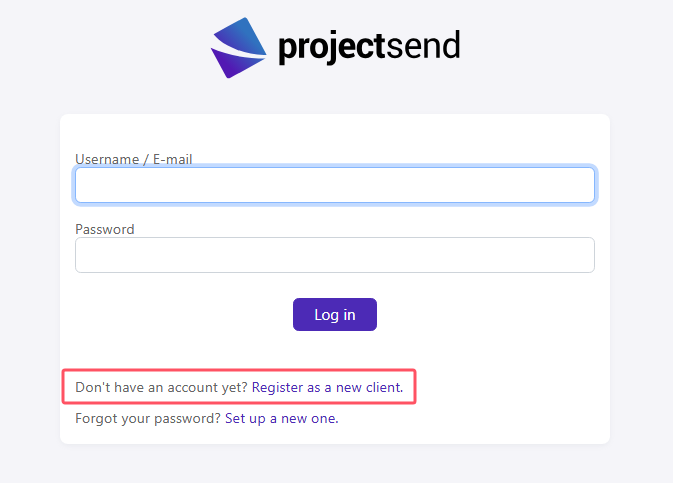 projectsend
Username / E-mail
Password
Log in
Don't have an account yet? Register as a new client.
Forgot your password? Set up a new one.